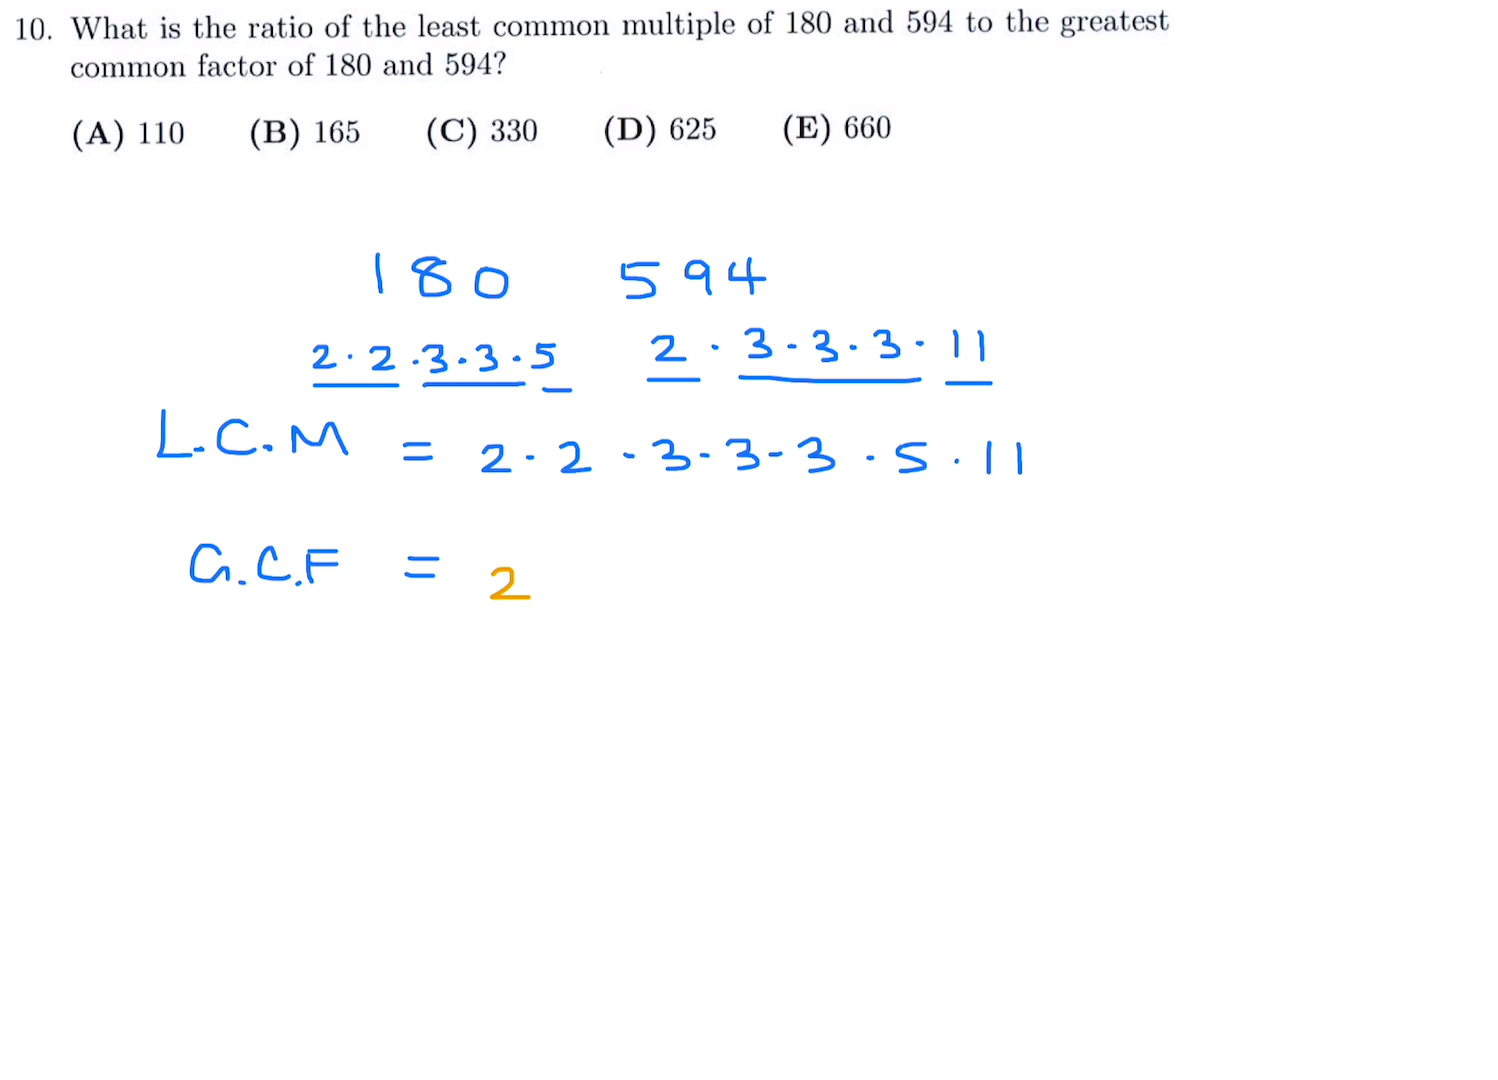 10. What is the ratio of the least common multiple of 180 and 594 to the greatest
common factor of 180 and 594?
(A) 110 (B) 165 (C) 330 (D) 625 (E) 660
180 594
2·2·3·3·5 2·3·3·3·11
L.C.M = 2·2·3·3·3·5·11
G.C.F = 2